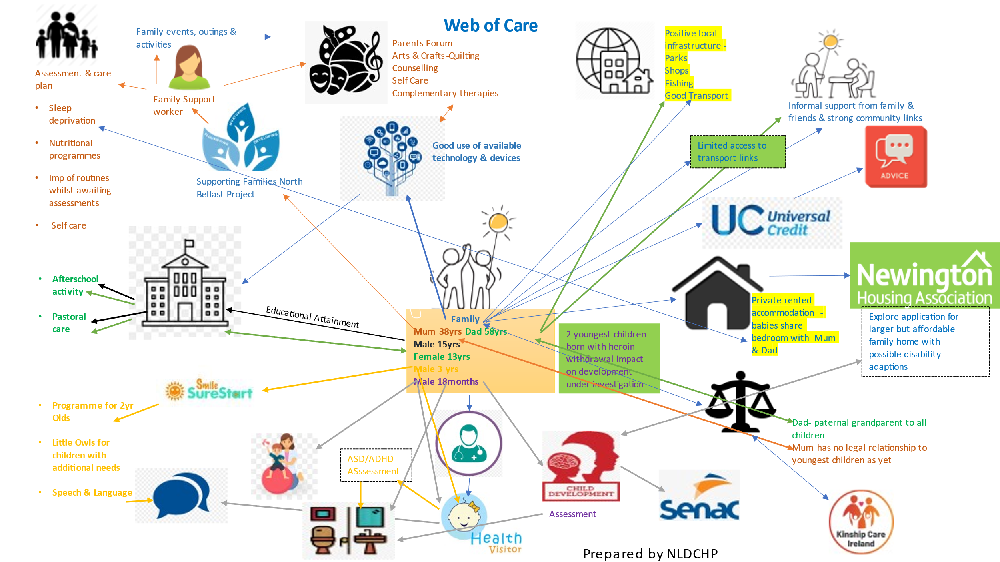 Web of Care
Family events, outings &
activities
Parents Forum
Arts & Crafts-Quilting
Counselling
Self Care
Complementary therapies
Positive local
infrastructure -
Parks
Shops
Fishing
Good Transport
Assessment & care
plan
Family Support
worker
• Sleep
deprivation
• Nutritional
programmes
• Imp of routines
whilst awaiting
assessments
• Self care
NURTURING
FLOURISHING
DEVELOPING
Supporting Families North
Belfast Project
Good use of available
technology & devices
Informal support from family &
friends & strong community links
Limited access to
transport links
ADVICE
UC Universal
Credit
Newington
Housing Association
Private rented
accommodation -
babies share
bedroom with Mum
& Dad
Explore application for
larger but affordable
family home with
possible disability
adaptions
• Afterschool
activity
• Pastoral
care
Educational Attainment
Family
Mum 38yrs Dad 58yrs
Male 15yrs
Female 13yrs
Male 3 yrs
Male 18months
2 youngest children
born with heroin
withdrawal impact
on development
under investigation
Smile
SureStart
• Programme for 2yr
Olds
• Little Owls for
children with
additional needs
• Speech & Language
ASD/ADHD
ASssessment
CHILD
DEVELOPMENT
Assessment
Senac
Dad- paternal grandparent to all
children
Mum has no legal relationship to
youngest children as yet
Health
Visitor
Kinship Care
Ireland
Prepared by NLDCHP